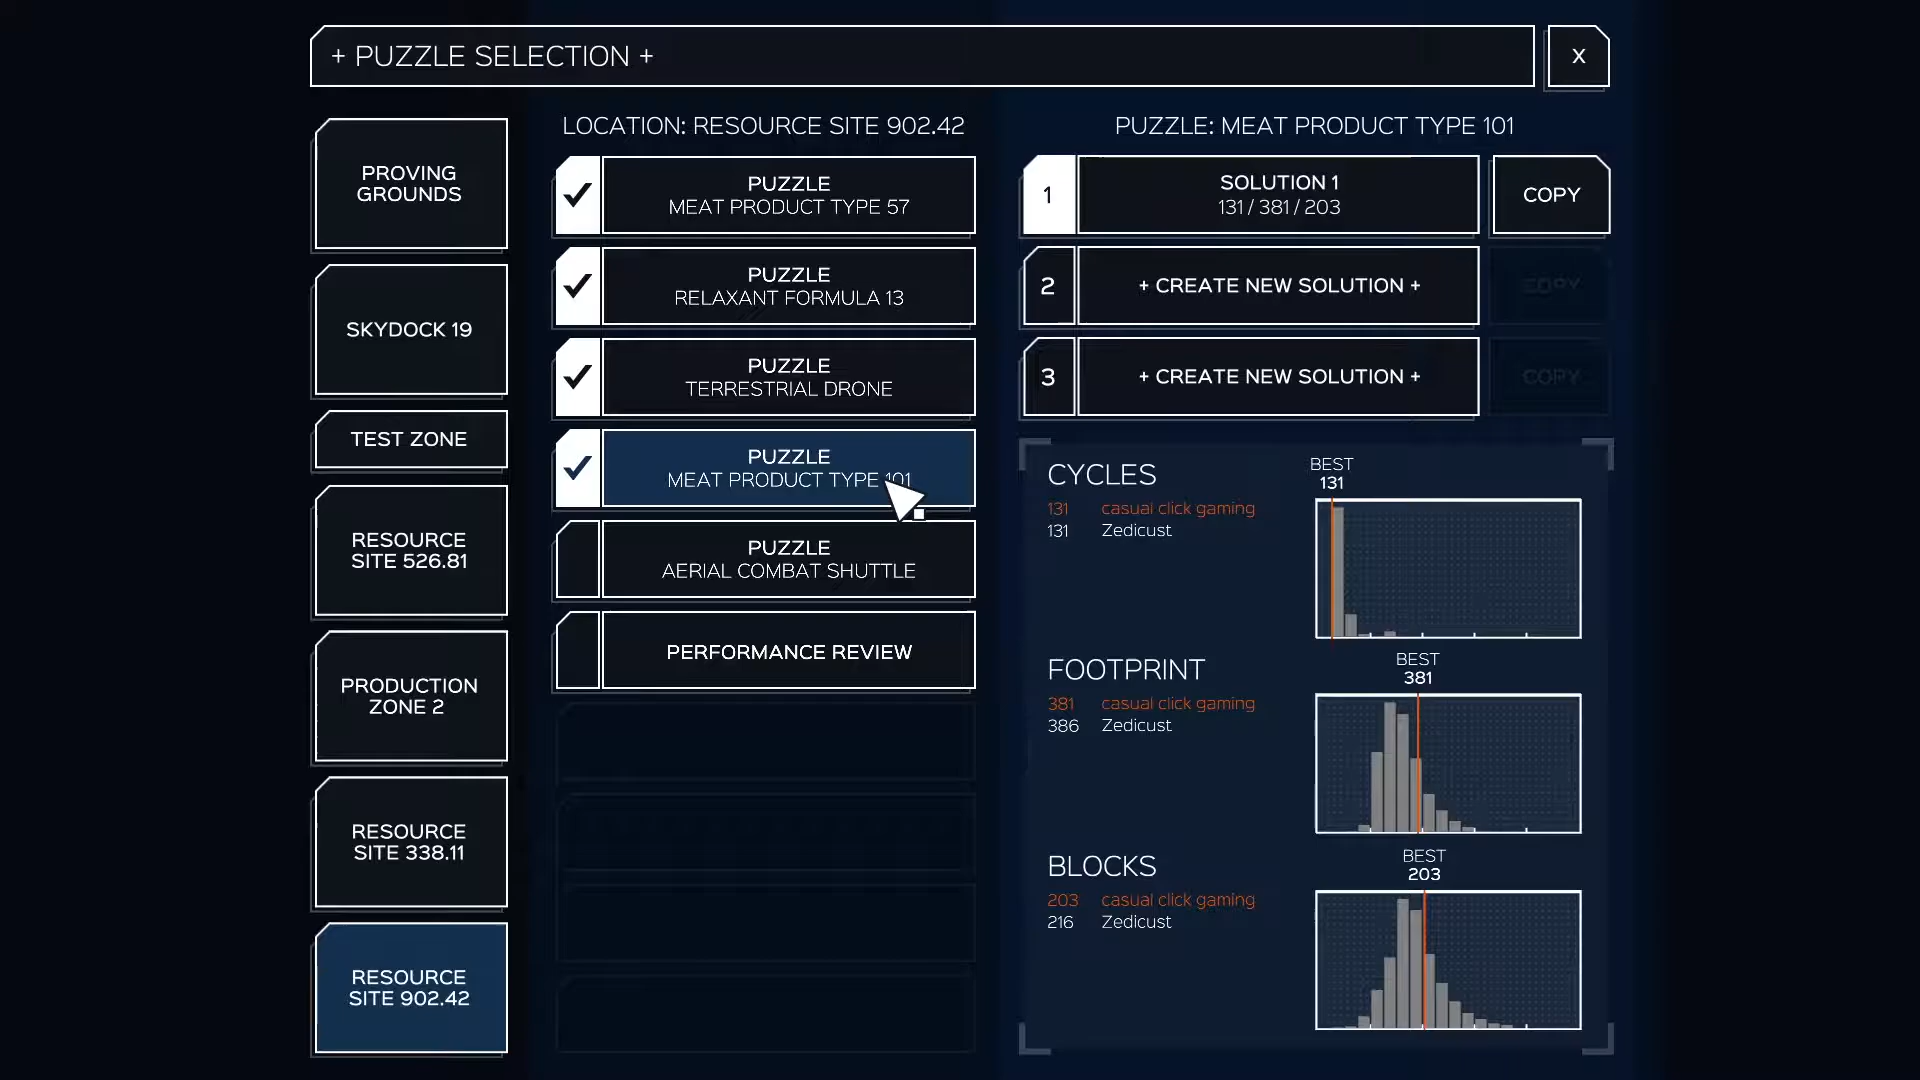 + PUZZLE SELECTION +
X
PROVING
GROUNDS
SKYDOCK 19
TEST ZONE
RESOURCE
SITE 526.81
PRODUCTION
ZONE 2
RESOURCE
SITE 338.11
RESOURCE
SITE 902.42
LOCATION: RESOURCE SITE 902.42
PUZZLE
MEAT PRODUCT TYPE 57
PUZZLE
RELAXANT FORMULA 13
PUZZLE
TERRESTRIAL DRONE
PUZZLE
MEAT PRODUCT TYPE 101
PUZZLE
AERIAL COMBAT SHUTTLE
PERFORMANCE REVIEW
PUZZLE: MEAT PRODUCT TYPE 101
1
SOLUTION 1
131 / 381 / 203
COPY
2
+ CREATE NEW SOLUTION +
COPY
3
+ CREATE NEW SOLUTION +
COPY
CYCLES
131 casual click gaming
131 Zedicust
BEST
131
FOOTPRINT
381 casual click gaming
386 Zedicust
BEST
381
BLOCKS
203 casual click gaming
216 Zedicust
BEST
203